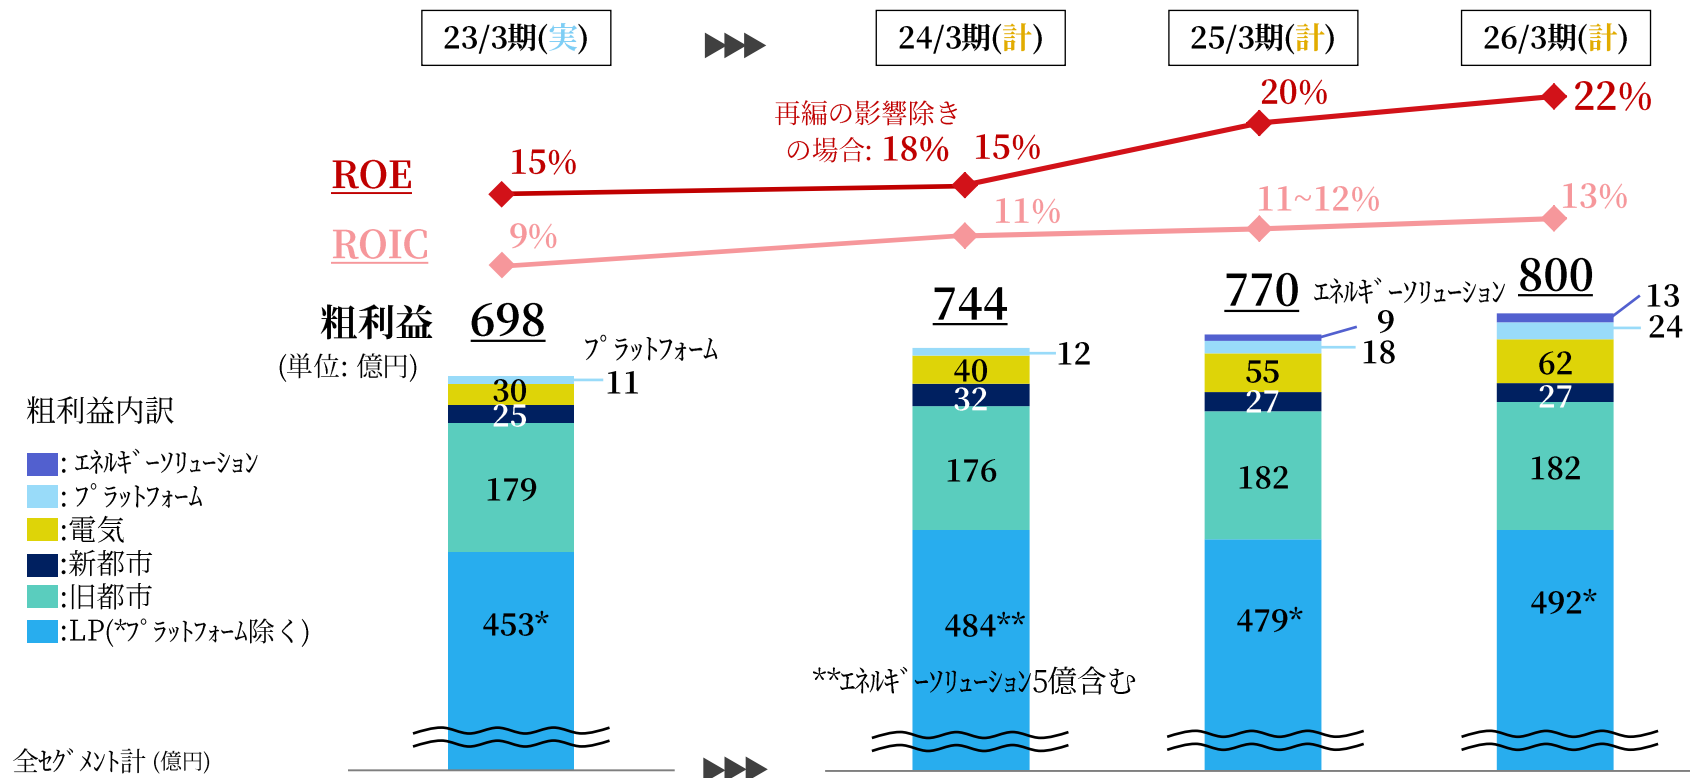 23/3期(実)
24/3期(計)
25/3期(計)
26/3期(計)
再編の影響除き
の場合: 18%
ROE
15%
15%
20%
22%
ROIC
9%
11%
11~12%
13%
粗利益
(単位: 億円)
698
744
770
800
ﾌﾟﾗｯﾄﾌｫｰﾑ
11
12
ｴﾈﾙｷﾞｰｿﾘｭｰｼｮﾝ
9
18
13
24
30
25
179
453*
40
32
176
484**
55
27
182
479*
62
27
182
492*
**ｴﾈﾙｷﾞｰｿﾘｭｰｼｮﾝ5億含む
粗利益内訳
: ｴﾈﾙｷﾞｰｿﾘｭｰｼｮﾝ
: ﾌﾟﾗｯﾄﾌｫｰﾑ
:電気
:新都市
:旧都市
:LP(*ﾌﾟﾗｯﾄﾌｫｰﾑ除く)
全ｾｸﾞﾒﾝﾄ計 (億円)